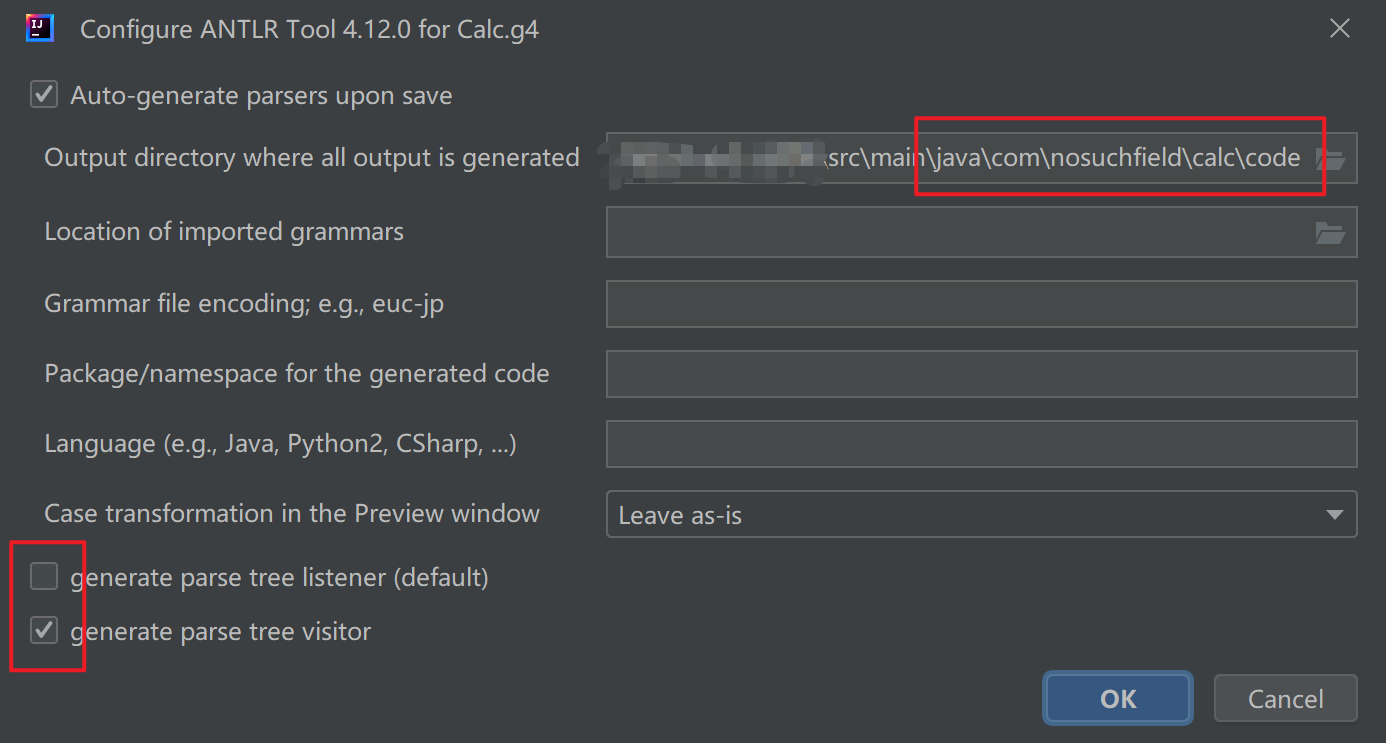 IJ
Configure ANTLR Tool 4.12.0 for Calc.g4
Auto-generate parsers upon save
Output directory where all output is generated \src\main\java\com\nosuchfield\calc\code
Location of imported grammars
Grammar file encoding; e.g., euc-jp
Package/namespace for the generated code
Language (e.g., Java, Python2, CSharp, ...)
Case transformation in the Preview window Leave as-is
generate parse tree listener (default)
generate parse tree visitor
OK Cancel